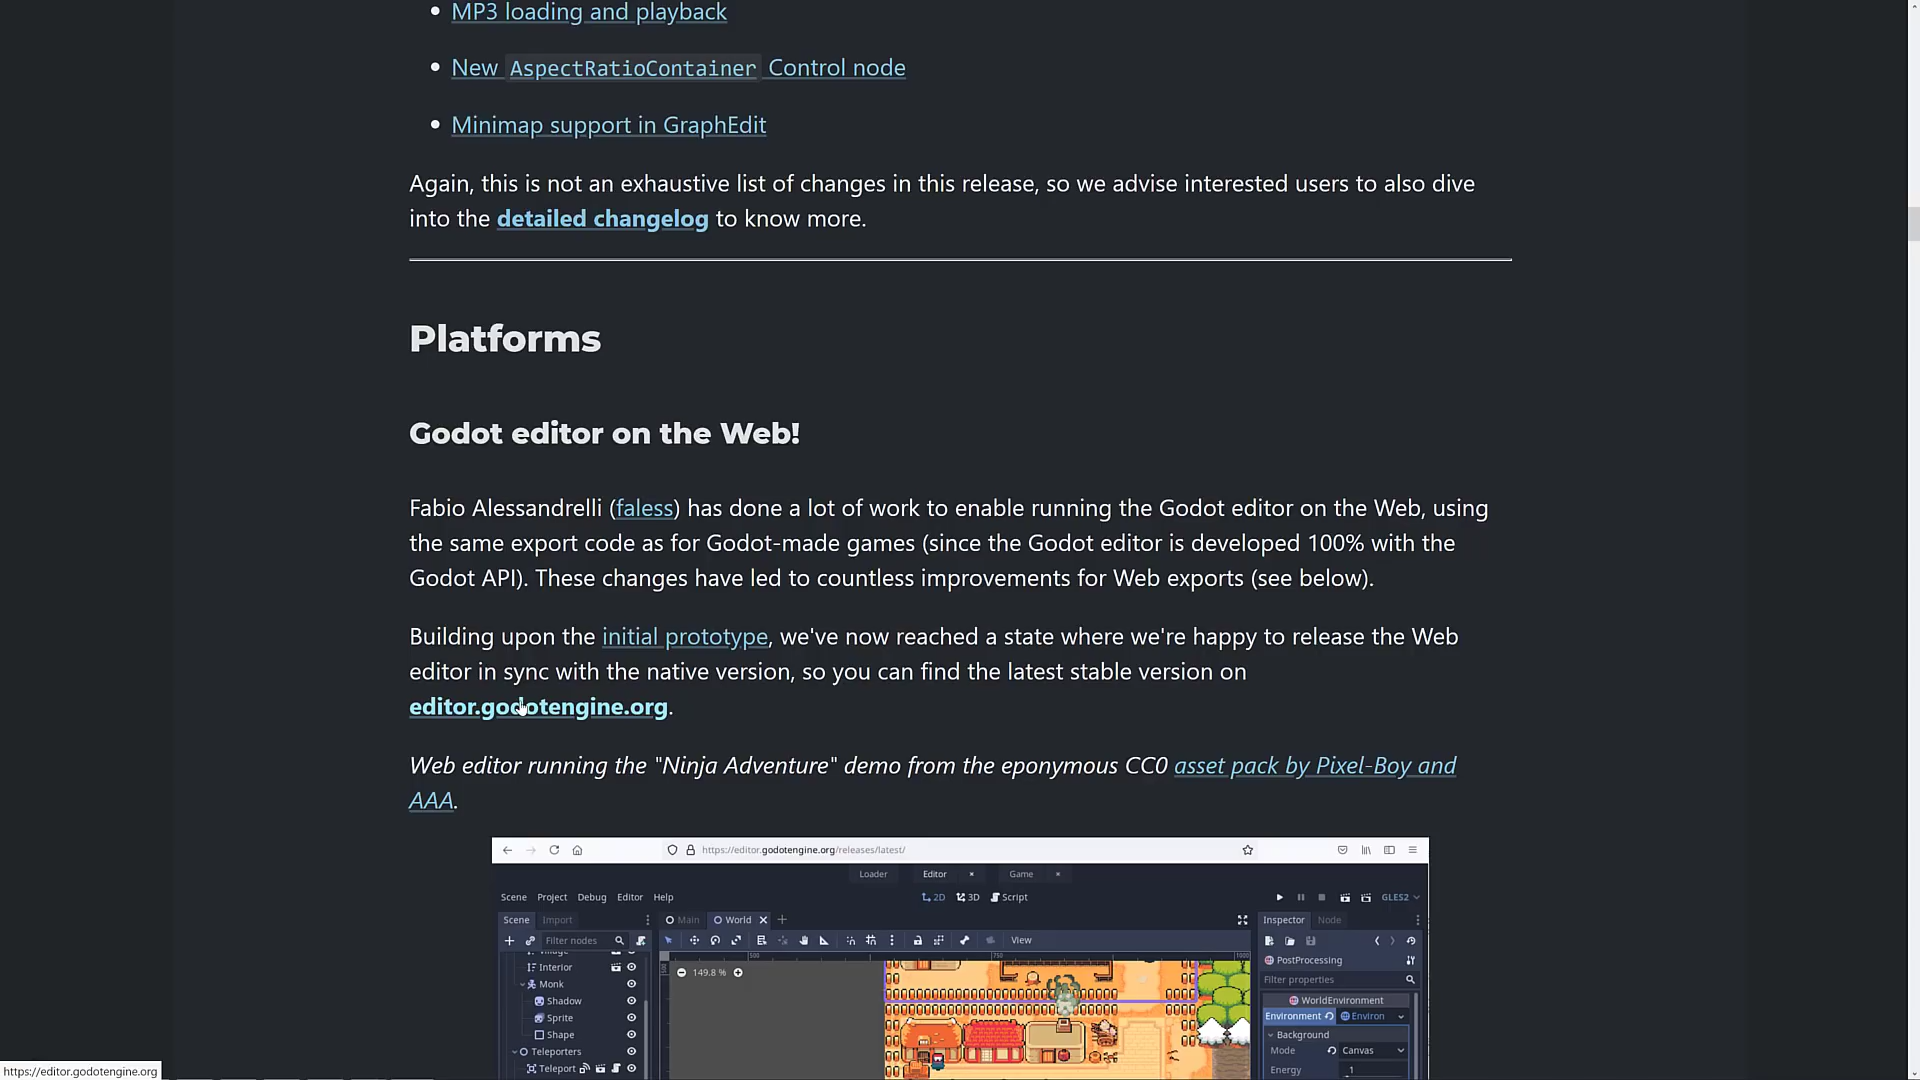 MP3 loading and playback
New AspectRatioContainer Control node
Minimap support in GraphEdit
Again, this is not an exhaustive list of changes in this release, so we advise interested users to also dive
into the detailed changelog to know more.
Platforms
Godot editor on the Web!
Fabio Alessandrelli (faless) has done a lot of work to enable running the Godot editor on the Web, using
the same export code as for Godot-made games (since the Godot editor is developed 100% with the
Godot API). These changes have led to countless improvements for Web exports (see below).
Building upon the initial prototype, we've now reached a state where we're happy to release the Web
editor in sync with the native version, so you can find the latest stable version on
editor.godotengine.org.
Web editor running the "Ninja Adventure" demo from the eponymous CC0 asset pack by Pixel-Boy and
AAA.
https://editor.godotengine.org/releases/latest/
Loader Editor × Game ×
Scene Project Debug Editor Help 2D 3D Script GLES2
Scene Import Main World Inspector Node
Filter nodes View
500 750 1000
PostProcessing
Interior 149.8 %
Filter properties
Monk
Shadow WorldEnvironment
Sprite Environment Environ
Shape Background
Teleporters Mode Canvas
Teleport Energy 1
https://editor.godotengine.org